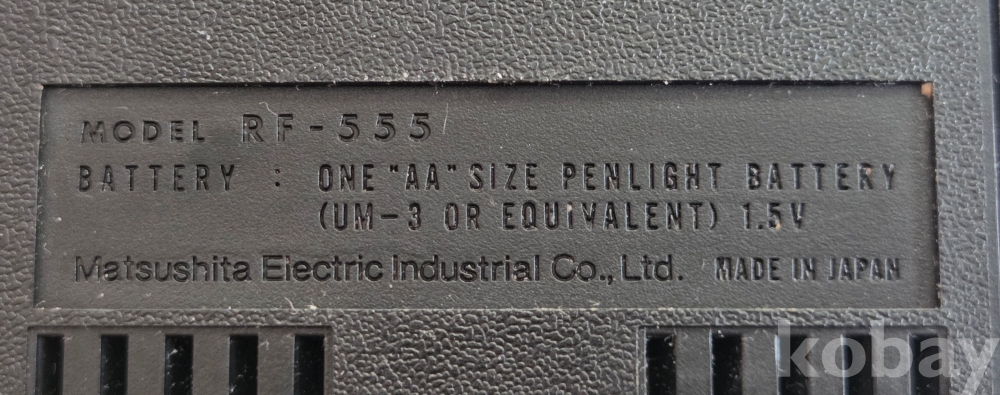 MODEL RF-555
BATTERY : ONE "AA" SIZE PENLIGHT BATTERY
(UM-3 OR EQUIVALENT) 1.5V
Matsushita Electric Industrial Co., Ltd. MADE IN JAPAN
kobay